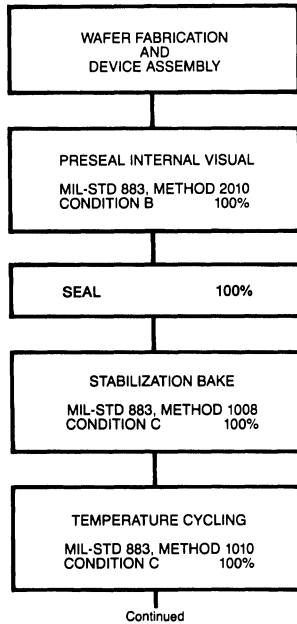 WAFER FABRICATION
AND
DEVICE ASSEMBLY
PRESEAL INTERNAL VISUAL
MIL-STD 883, METHOD 2010
CONDITION B 100%
SEAL 100%
STABILIZATION BAKE
MIL-STD 883, METHOD 1008
CONDITION C 100%
TEMPERATURE CYCLING
MIL-STD 883, METHOD 1010
CONDITION C 100%
Continued